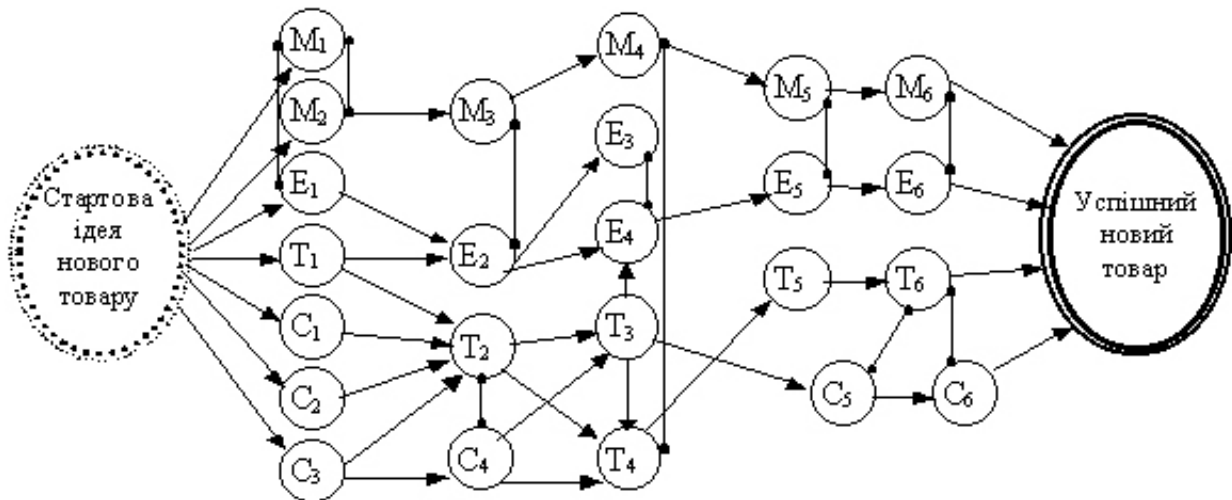 Стартова
ідея
нового
товару
M1
M2
E1
T1
C1
C2
C3
M3
E2
T2
C4
M4
E3
E4
T3
T4
M5
E5
T5
C5
M6
E6
T6
C6
Успішний
новий
товар